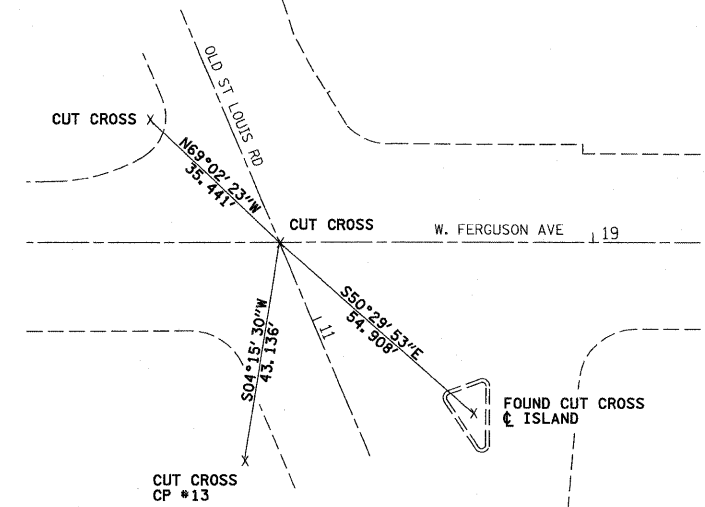 OLD ST LOUIS RD
CUT CROSS
N69°02'23"W
35.441'
CUT CROSS
W. FERGUSON AVE
19
S50°29'53"E
54.908'
11
S04°15'30"W
43.136'
FOUND CUT CROSS
℄ ISLAND
CUT CROSS
CP #13